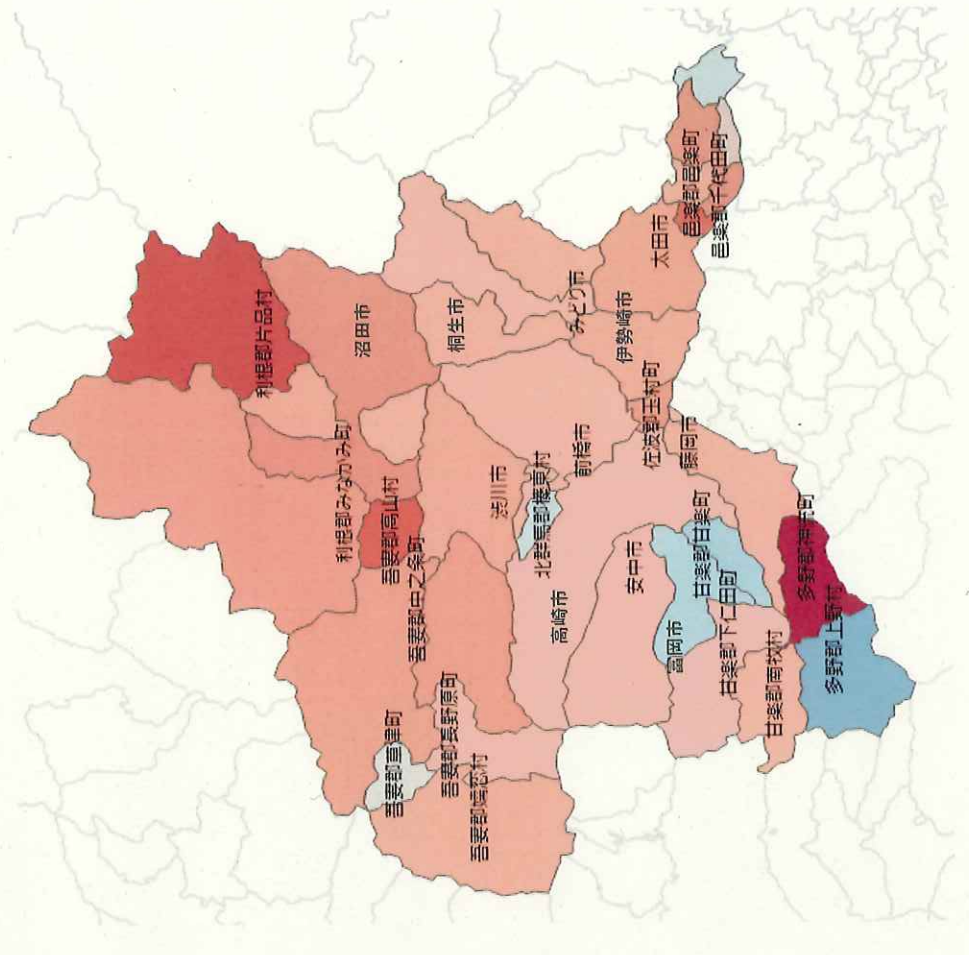 利根郡片品村
沼田市
桐生市
みどり市
伊勢崎市
太田市
邑楽郡邑楽町
邑楽郡千代田町
利根郡みなかみ町
吾妻郡高山村
吾妻郡中之条町
渋川市
北群馬郡榛東村
前橋市
佐波郡玉村町
藤岡市
吾妻郡草津町
吾妻郡長野原町
吾妻郡嬬恋村
高崎市
安中市
富岡市
甘楽郡甘楽町
甘楽郡下仁田町
甘楽郡南牧村
多野郡神流町
多野郡上野村